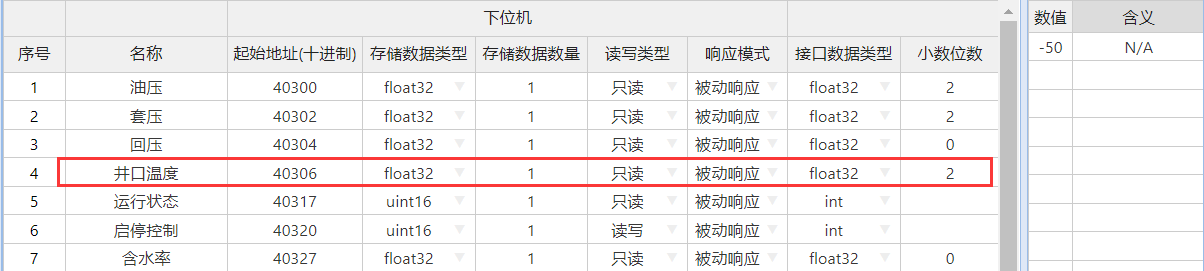 下位机 数值 含义
序号 名称 起始地址(十进制) 存储数据类型 存储数据数量 读写类型 响应模式 接口数据类型 小数位数 -50 N/A
1 油压 40300 float32 1 只读 被动响应 float32 2
2 套压 40302 float32 1 只读 被动响应 float32 2
3 回压 40304 float32 1 只读 被动响应 float32 0
4 井口温度 40306 float32 1 只读 被动响应 float32 2
5 运行状态 40317 uint16 1 只读 被动响应 int
6 启停控制 40320 uint16 1 读写 被动响应 int
7 含水率 40327 float32 1 只读 被动响应 float32 0